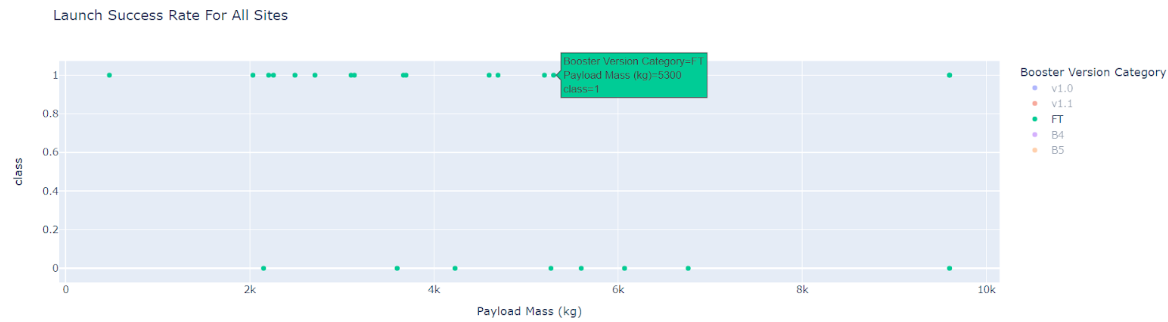 Launch Success Rate For All Sites
Booster Version Category=FT
Payload Mass (kg)=5300
class=1
Booster Version Category
v1.0
v1.1
FT
B4
B5
class
1
0.8
0.6
0.4
0.2
0
0 2k 4k 6k 8k 10k
Payload Mass (kg)